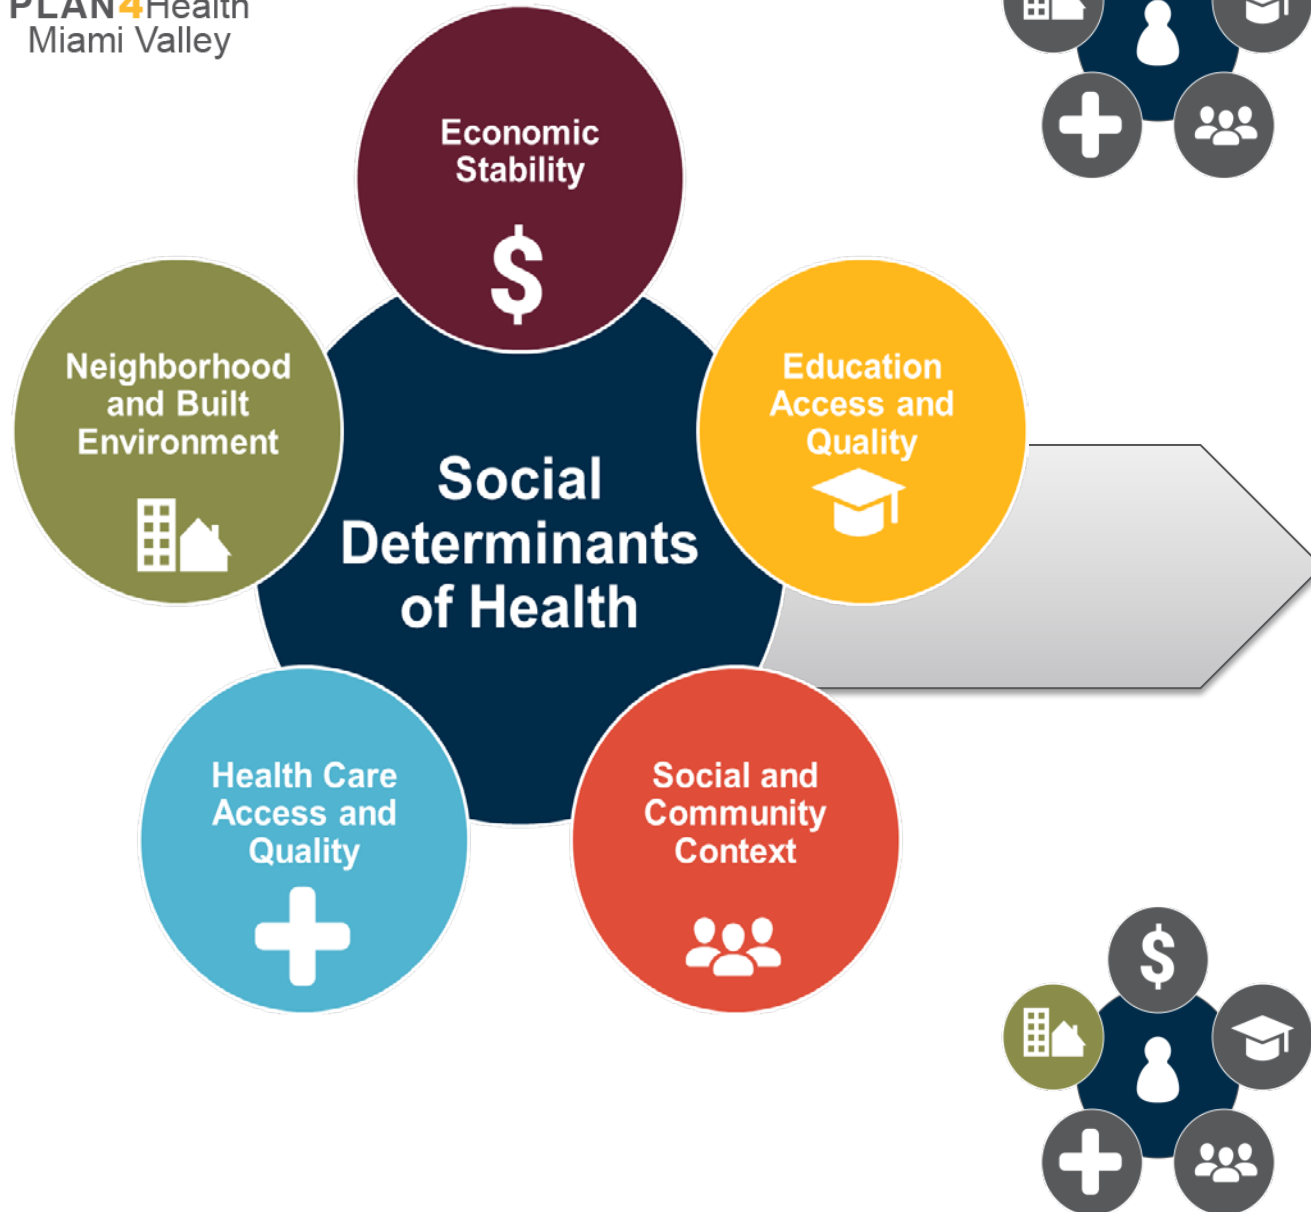 PLAN4Health
Miami Valley
Economic
Stability
$
Neighborhood
and Built
Environment
Education
Access and
Quality
Social
Determinants
of Health
Health Care
Access and
Quality
Social and
Community
Context
$